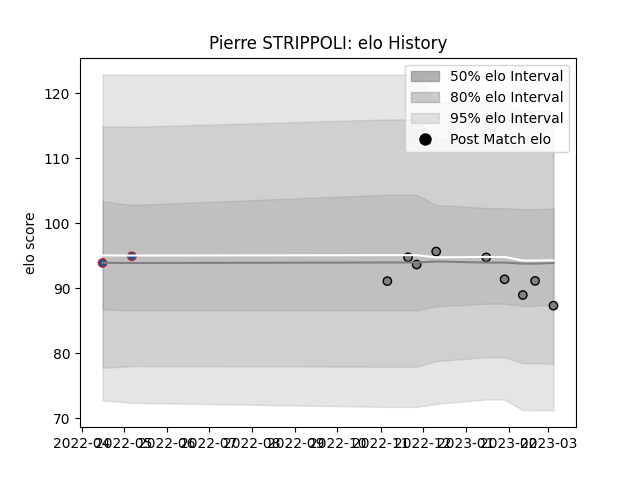 Pierre STRIPPOLI: elo History
50% elo Interval
80% elo Interval
95% elo Interval
Post Match elo
elo score
120
110
100
90
80
70
2022-04 2022-05 2022-06 2022-07 2022-08 2022-09 2022-10 2022-11 2022-12 2023-01 2023-02 2023-03